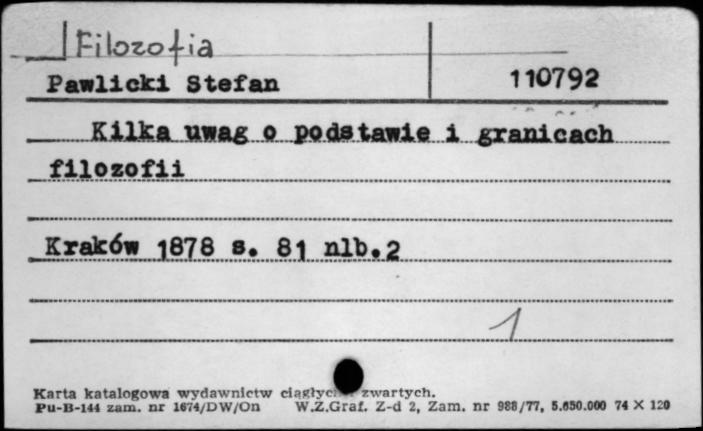 Filozofia
Pawlicki Stefan 110792
Kilka uwag o podstawie i granicach
filozofii
Kraków 1878 s. 81 nlb.2
1
Karta katalogowa wydawnictw ciągłych i zwartych.
Pu-B-144 zam. nr 1674/DW/On W.Z.Graf. Z-d 2, Zam. nr 988/77, 5.650.000 74 X 120